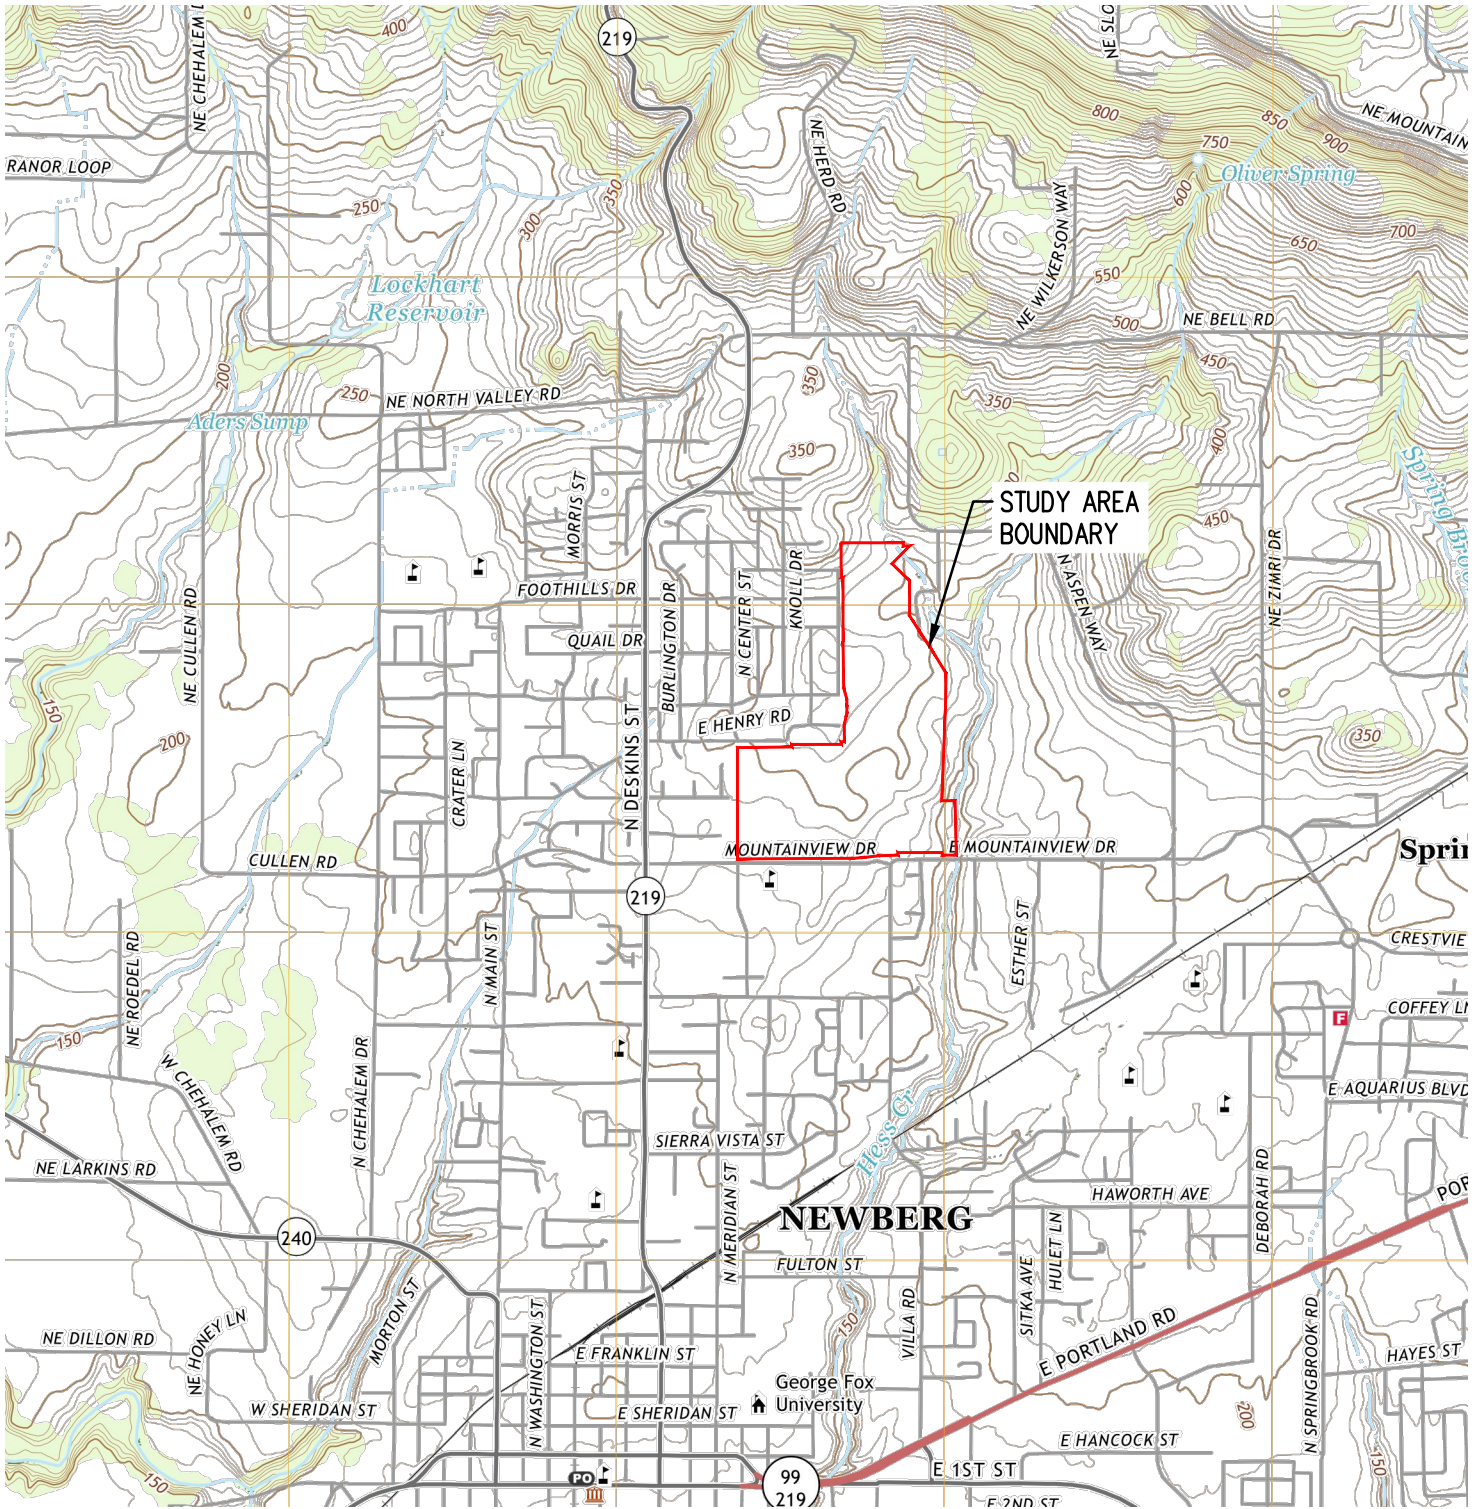 400
219
NE CHEHALEM
NE SLO
800
850
900
NE MOUNTAIN
750
NE HERD RD
RANOR LOOP
Oliver Spring
600
250
350
300
NE WILKERSON WAY
650
700
550
Lockhart
Reservoir
500
NE BELL RD
450
200
250
350
350
NE NORTH VALLEY RD
400
Aders Sump
350
Spring Bro
MORRIS ST
STUDY AREA
BOUNDARY
450
N ASPEN WAY
NE ZIMRI DR
KNOLL DR
N CENTER ST
FOOTHILLS DR
BURLINGTON DR
QUAIL DR
NE CULLEN RD
150
200
N DESKINS ST
E HENRY RD
350
CRATER LN
CULLEN RD
MOUNTAINVIEW DR
E MOUNTAINVIEW DR
Sprin
219
NE ROEDEL RD
N MAIN ST
ESTHER ST
CRESTVIE
150
F
COFFEY LN
W CHEHALEM RD
N CHEHALEM DR
E AQUARIUS BLVD
Hess Cr
SIERRA VISTA ST
NE LARKINS RD
N MERIDIAN ST
HAWORTH AVE
DEBORAH RD
POR
NEWBERG
240
FULTON ST
HULET LN
SITKA AVE
MORTON ST
150
VILLA RD
E PORTLAND RD
NE DILLON RD
NE HONEY LN
N WASHINGTON ST
E FRANKLIN ST
N SPRINGBROOK RD
HAYES ST
George Fox
University
W SHERIDAN ST
E SHERIDAN ST
200
E HANCOCK ST
150
150
PO
99
219
E 1ST ST
E 2ND ST